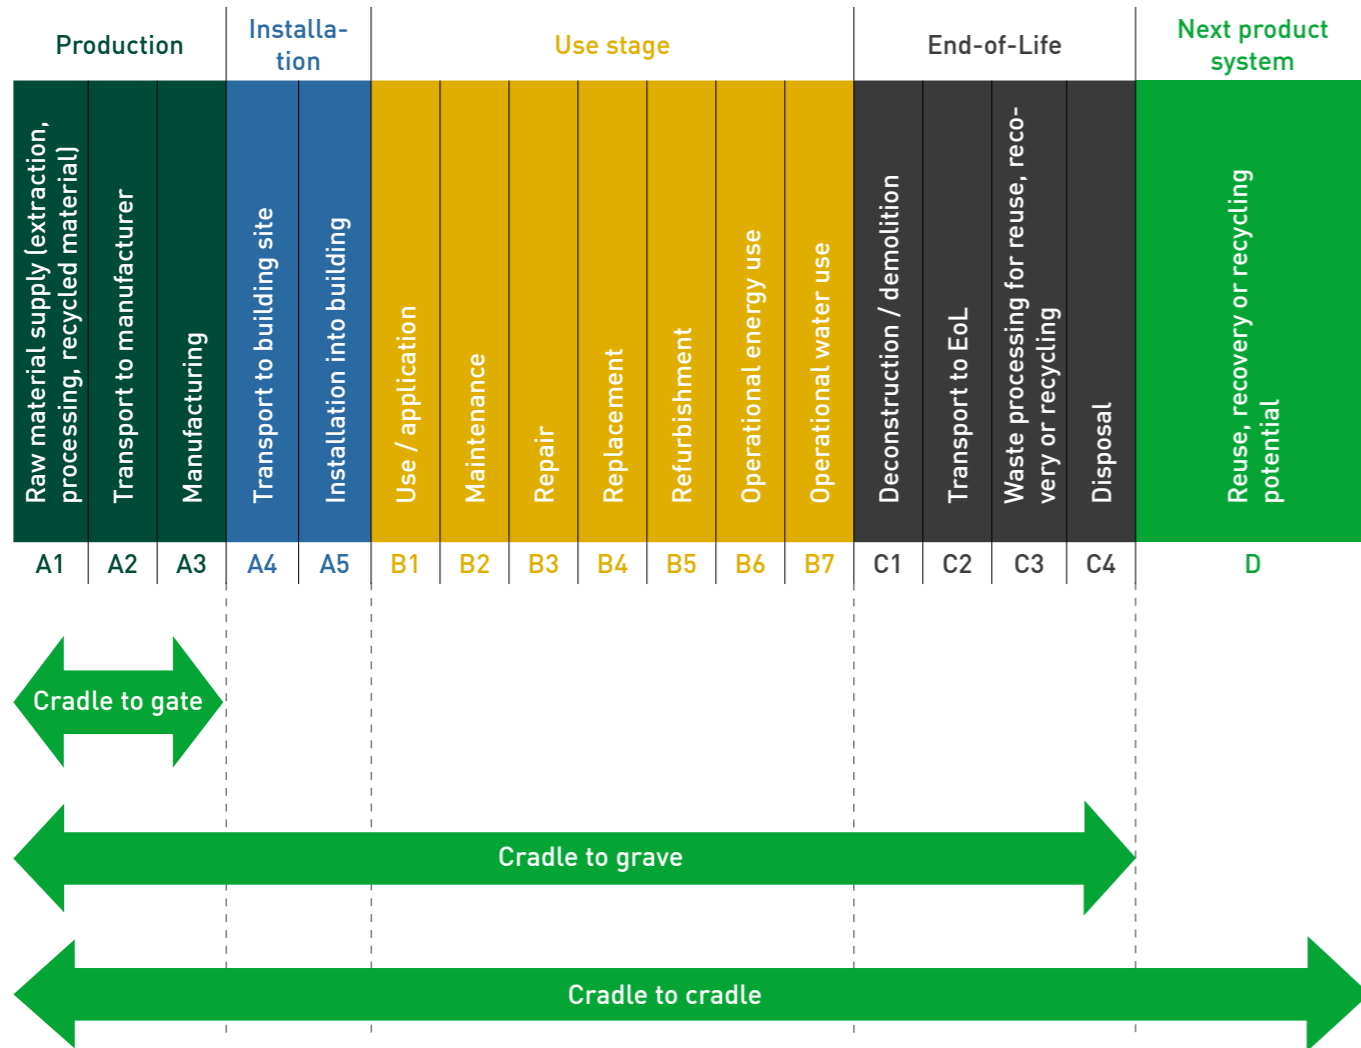 Production
Installa-
tion
Use stage
End-of-Life
Next product
system
Raw material supply (extraction,
processing, recycled material)
Transport to manufacturer
Manufacturing
Transport to building site
Installation into building
Use / application
Maintenance
Repair
Replacement
Refurbishment
Operational energy use
Operational water use
Deconstruction / demolition
Transport to EoL
Waste processing for reuse, reco-
very or recycling
Disposal
Reuse, recovery or recycling
potential
A1 A2 A3 A4 A5 B1 B2 B3 B4 B5 B6 B7 C1 C2 C3 C4 D
Cradle to gate
Cradle to grave
Cradle to cradle